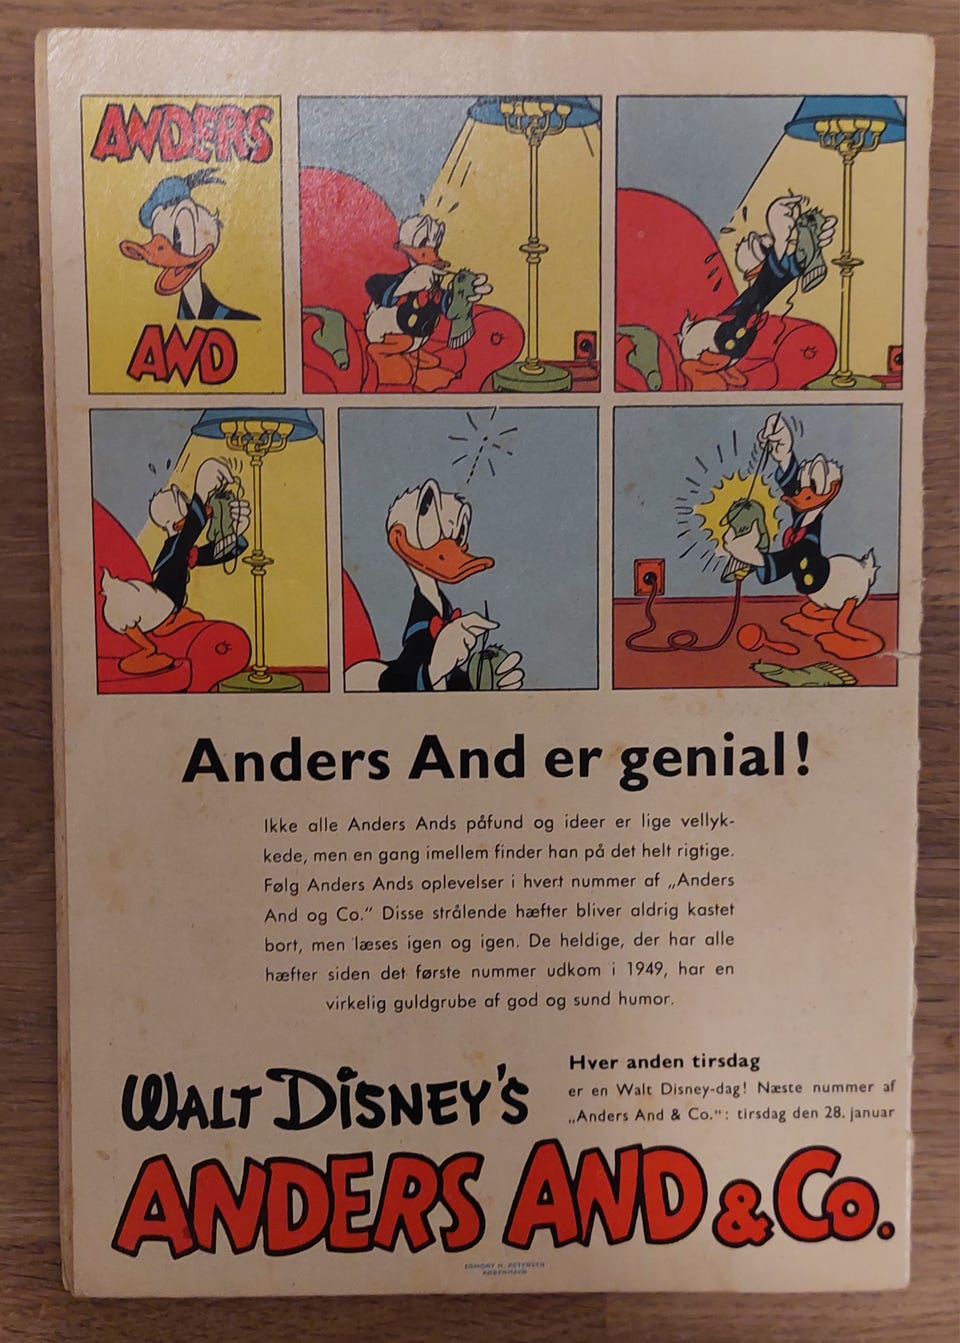 ANDERS
AND
Anders And er genial!
Ikke alle Anders Ands påfund og ideer er lige vellyk-
kede, men en gang imellem finder han på det helt rigtige.
Følg Anders Ands oplevelser i hvert nummer af „Anders
And og Co.“ Disse strålende hæfter bliver aldrig kastet
bort, men læses igen og igen. De heldige, der har alle
hæfter siden det første nummer udkom i 1949, har en
virkelig guldgrube af god og sund humor.
Hver anden tirsdag
er en Walt Disney-dag! Næste nummer af
„Anders And & Co.“: tirsdag den 28. januar
WALT DISNEY'S
ANDERS AND & Co.
EGMONT H. PETERSEN
KØBENHAVN